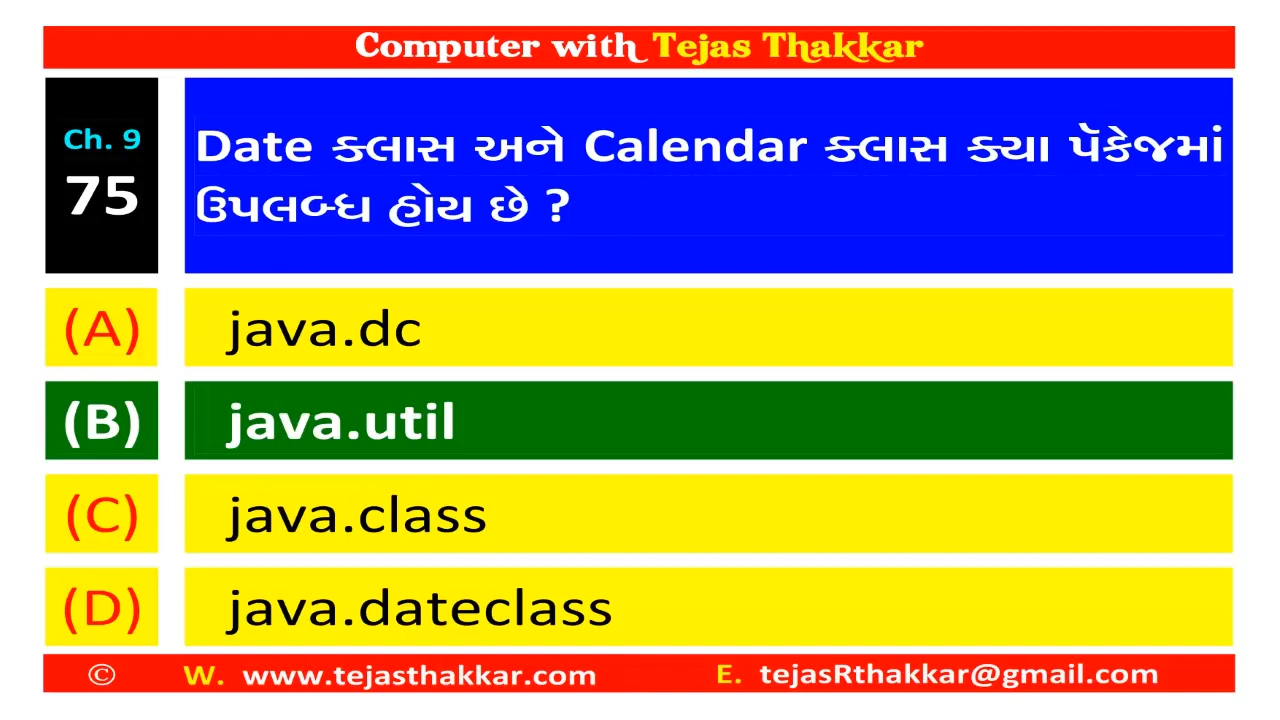 Computer with Tejas Thakkar
Ch. 9
75
Date ક્લાસ અને Calendar ક્લાસ ક્યા પૅકેજમાં
ઉપલબ્ધ હોય છે ?
(A) java.dc
(B) java.util
(C) java.class
(D) java.dateclass
© W. www.tejasthakkar.com E. tejasRthakkar@gmail.com